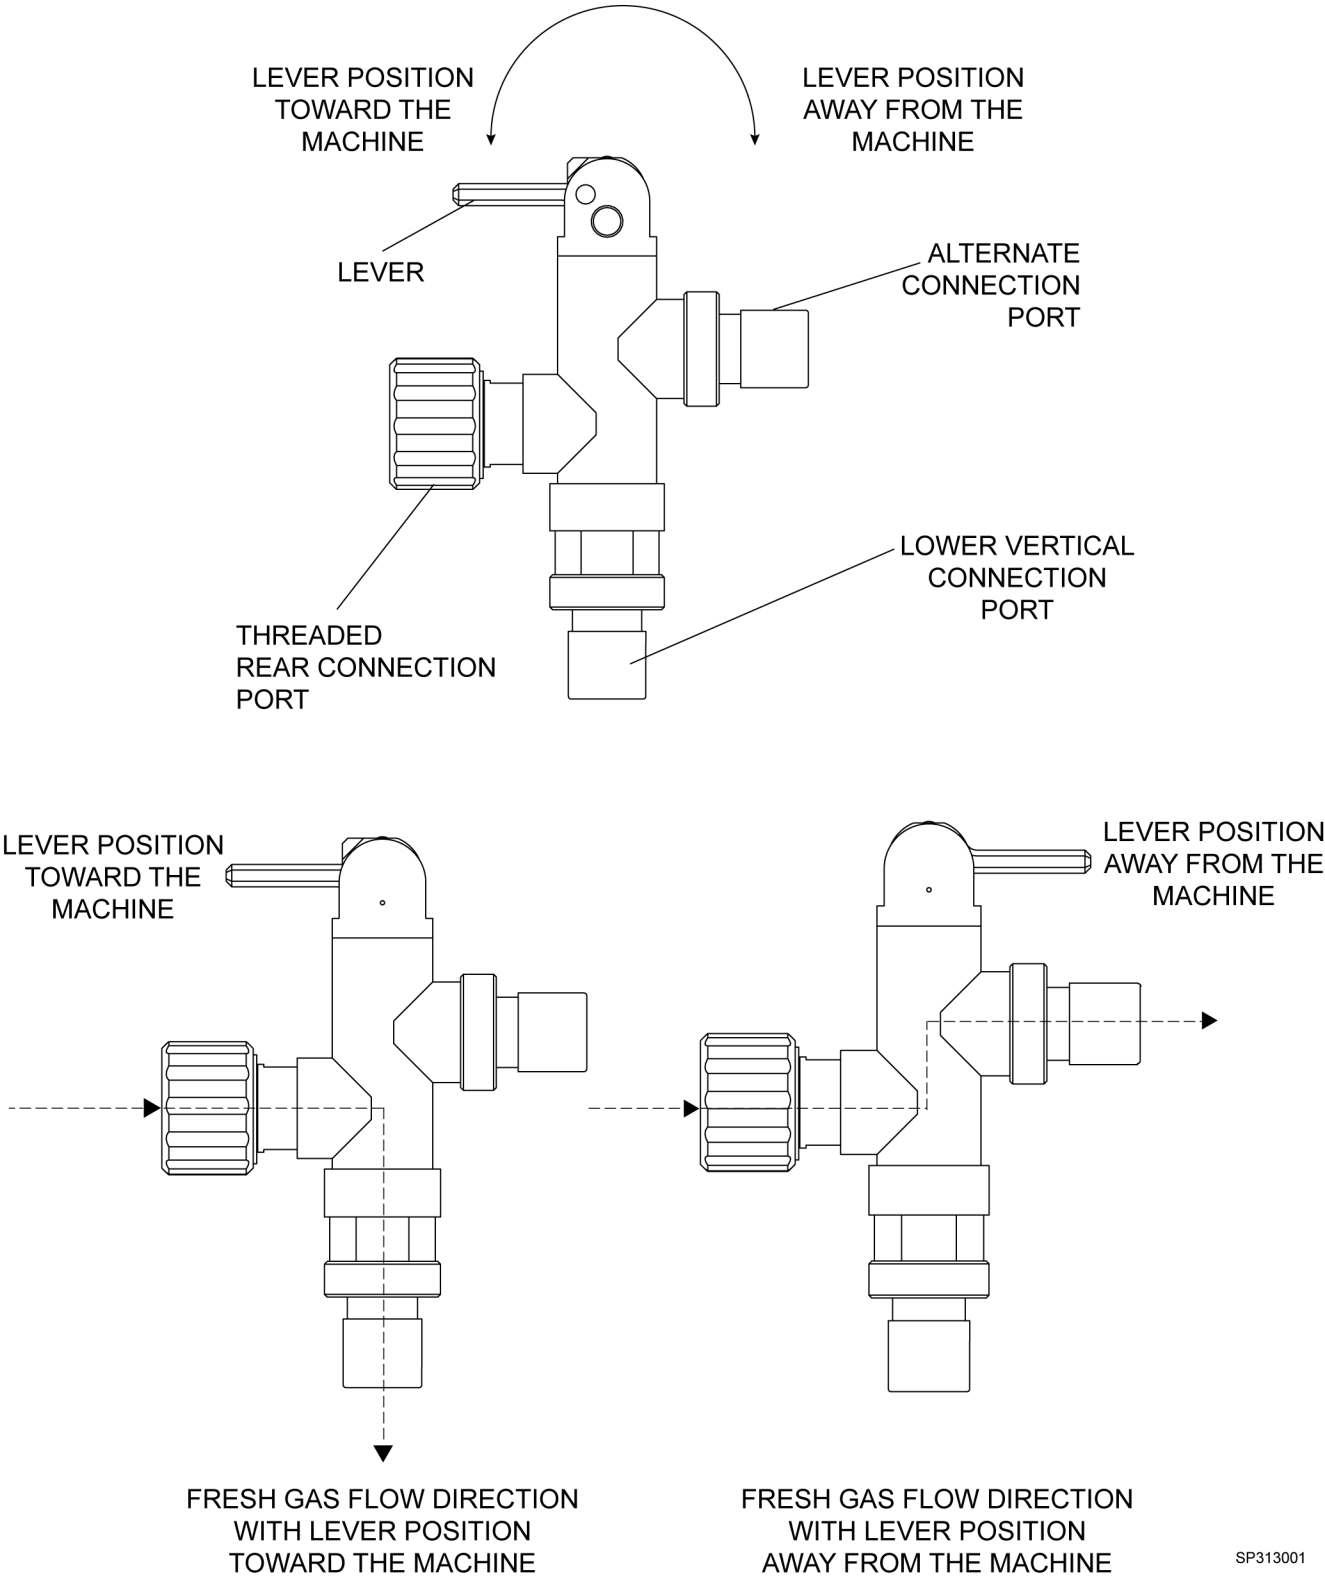 LEVER POSITION
TOWARD THE
MACHINE
LEVER POSITION
AWAY FROM THE
MACHINE
LEVER
ALTERNATE
CONNECTION
PORT
LOWER VERTICAL
CONNECTION
PORT
THREADED
REAR CONNECTION
PORT
LEVER POSITION
TOWARD THE
MACHINE
LEVER POSITION
AWAY FROM THE
MACHINE
FRESH GAS FLOW DIRECTION
WITH LEVER POSITION
TOWARD THE MACHINE
FRESH GAS FLOW DIRECTION
WITH LEVER POSITION
AWAY FROM THE MACHINE
SP313001